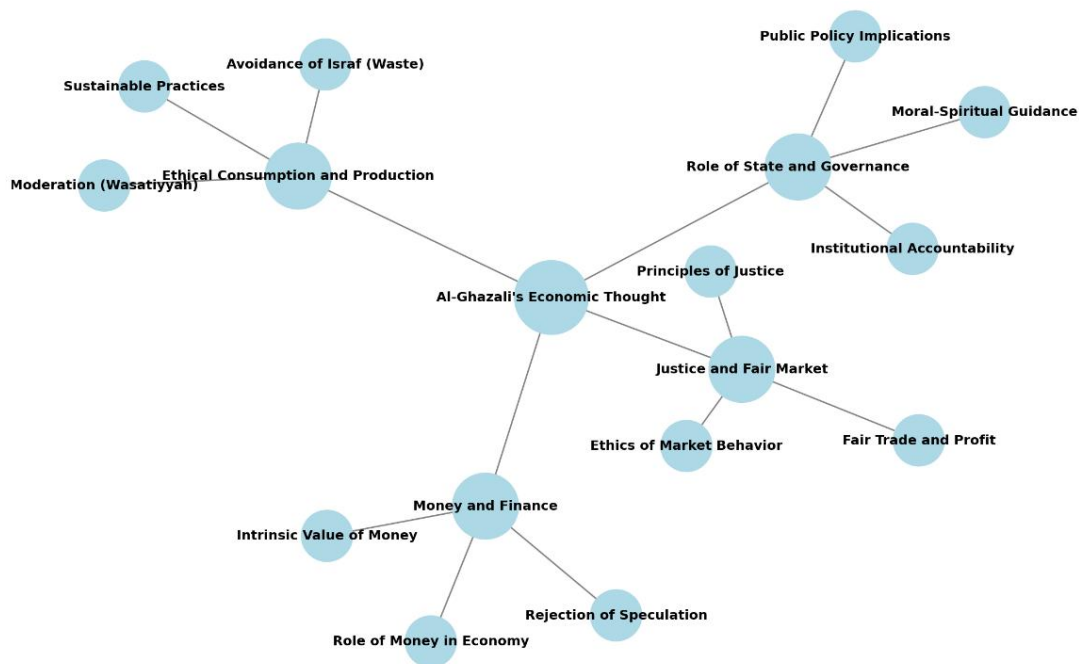 Public Policy Implications
Avoidance of Israf (Waste)
Sustainable Practices
Moral-Spiritual Guidance
Role of State and Governance
Ethical Consumption and Production
Moderation (Wasatiyyah)
Institutional Accountability
Principles of Justice
Al-Ghazali's Economic Thought
Justice and Fair Market
Ethics of Market Behavior
Fair Trade and Profit
Money and Finance
Intrinsic Value of Money
Rejection of Speculation
Role of Money in Economy